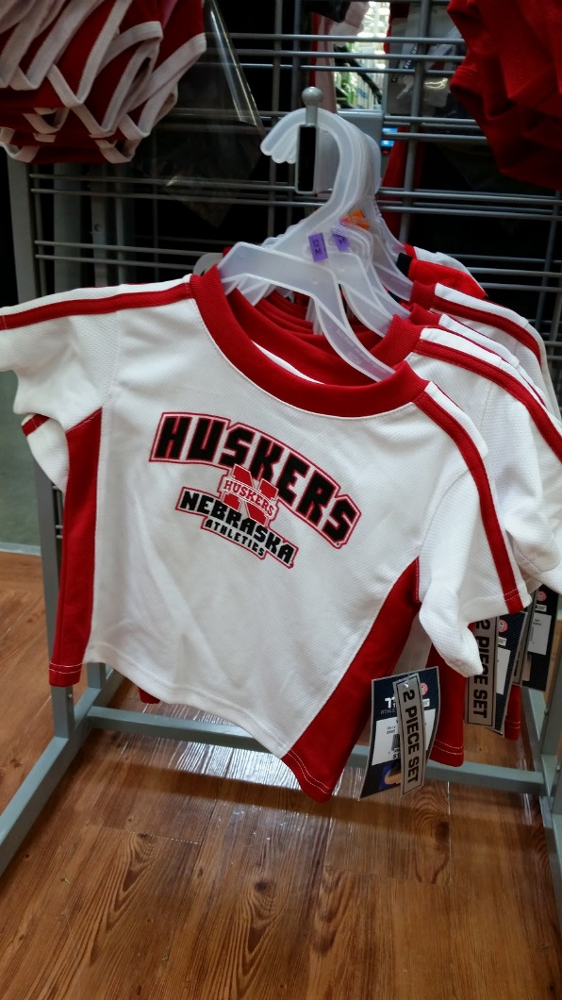 HUSKERS
N
HUSKERS
NEBRASKA
ATHLETICS
2 PIECE SET
2 PIECE SET